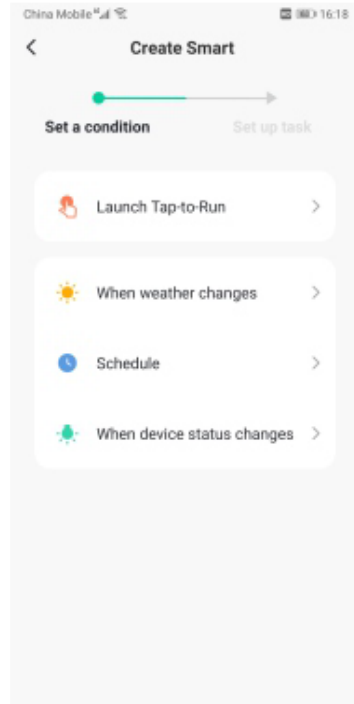 China Mobile 16:18
Create Smart
Set a condition Set up task
Launch Tap-to-Run
When weather changes
Schedule
When device status changes